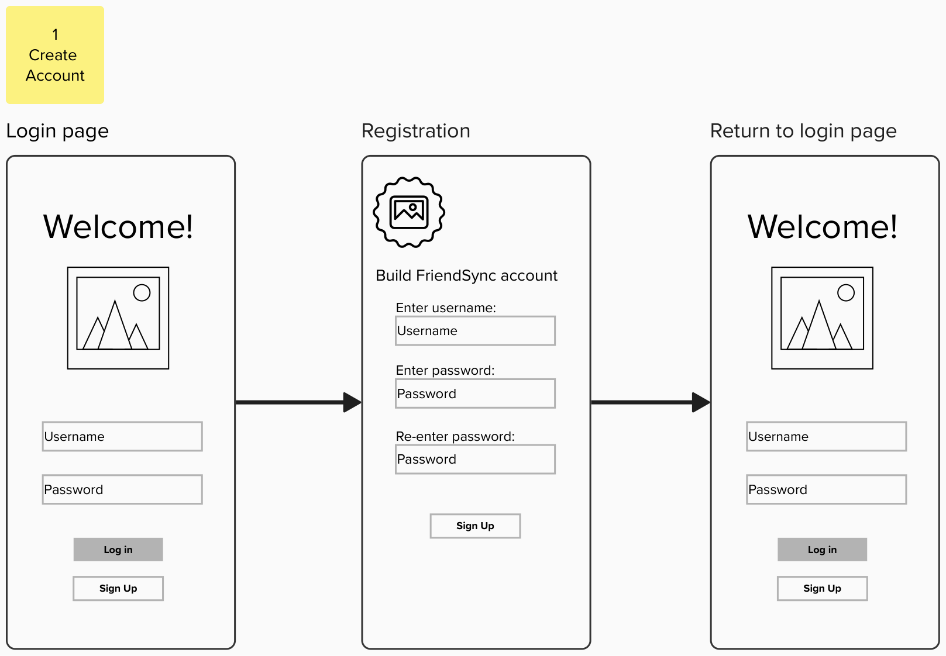 1
Create
Account
Login page
Welcome!
Username
Password
Log in
Sign Up
Registration
Build FriendSync account
Enter username:
Username
Enter password:
Password
Re-enter password:
Password
Sign Up
Return to login page
Welcome!
Username
Password
Log in
Sign Up